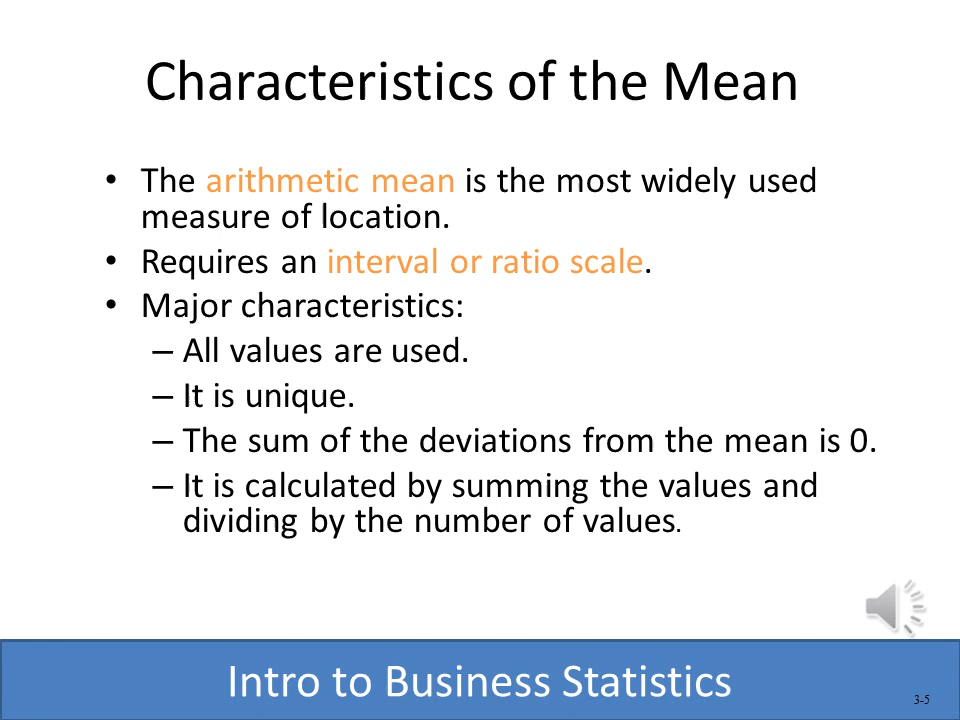 Characteristics of the Mean
• The arithmetic mean is the most widely used
measure of location.
• Requires an interval or ratio scale.
• Major characteristics:
– All values are used.
– It is unique.
– The sum of the deviations from the mean is 0.
– It is calculated by summing the values and
dividing by the number of values.
Intro to Business Statistics
3-5